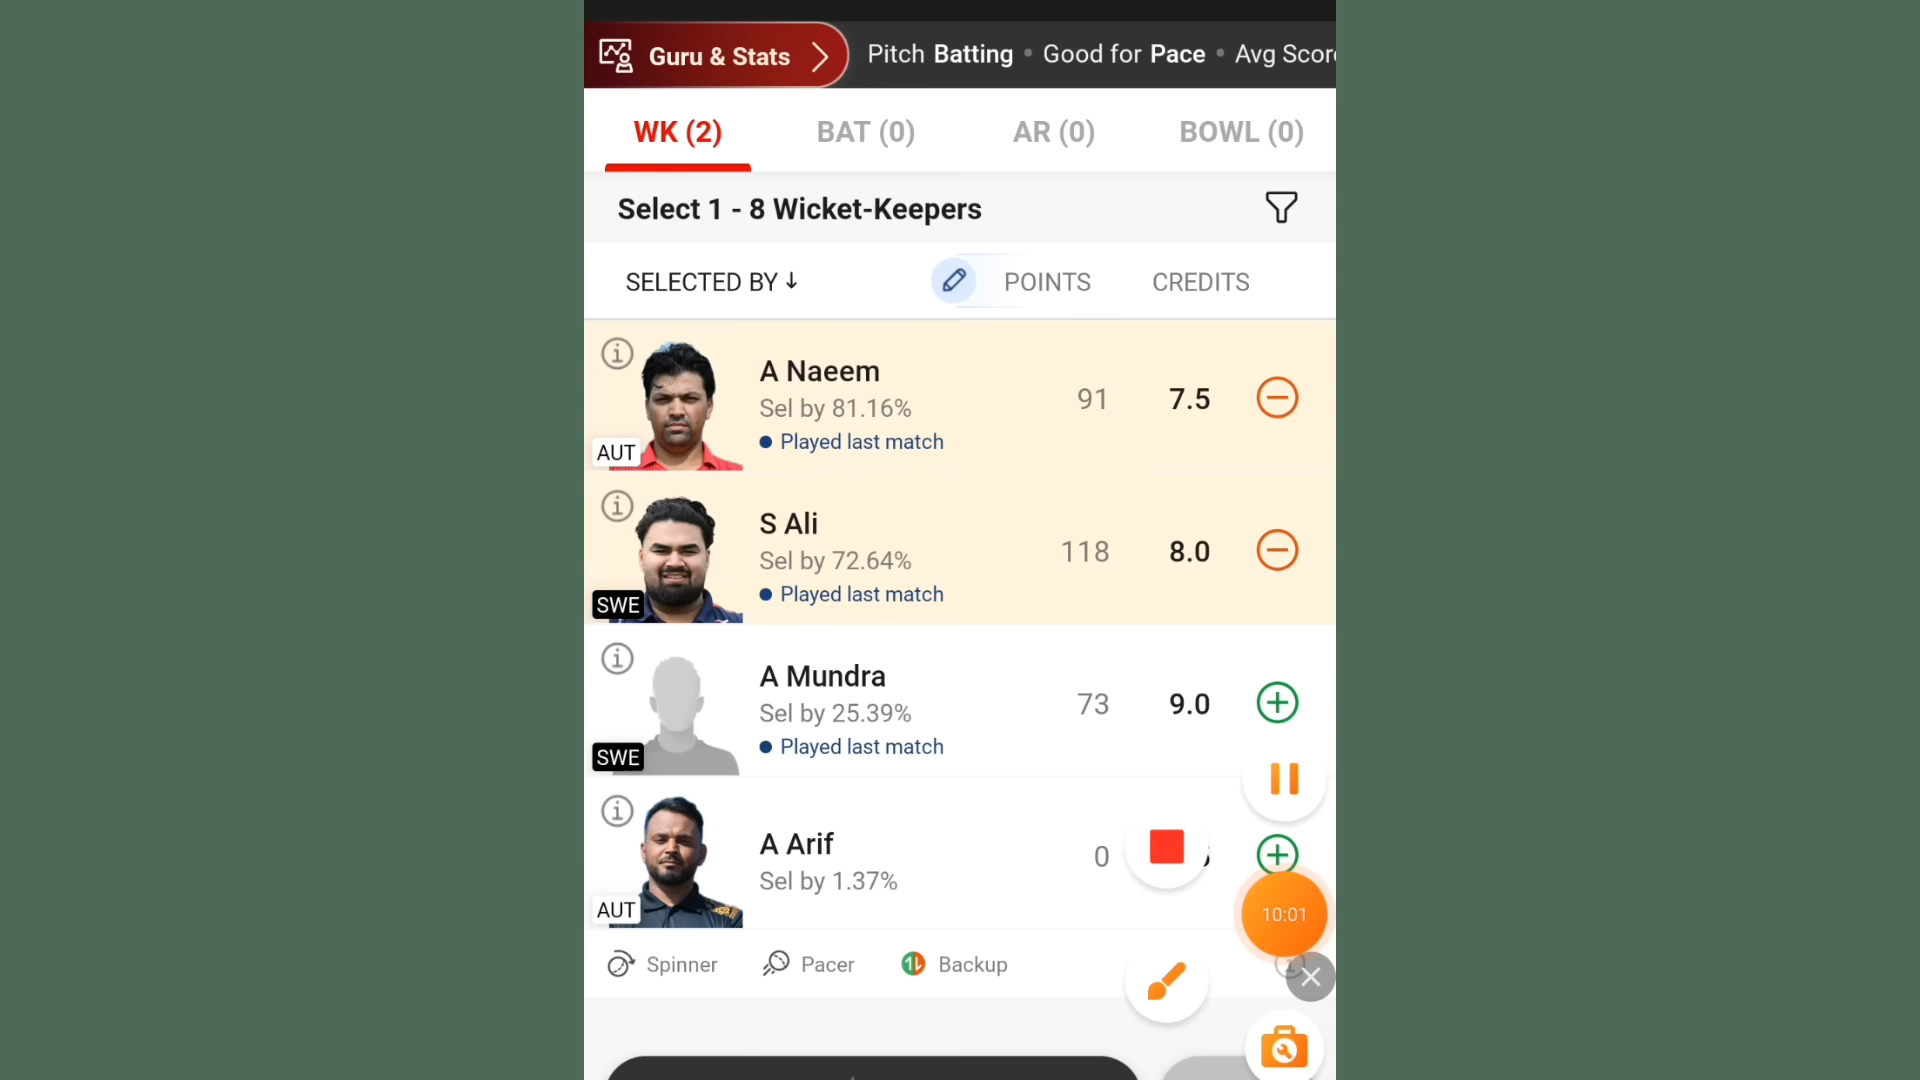 Guru & Stats
Pitch Batting • Good for Pace • Avg Score
WK (2)
BAT (0)
AR (0)
BOWL (0)
Select 1 - 8 Wicket-Keepers
SELECTED BY ↓
POINTS
CREDITS
A Naeem
Sel by 81.16%
Played last match
AUT
91
7.5
S Ali
Sel by 72.64%
Played last match
SWE
118
8.0
A Mundra
Sel by 25.39%
Played last match
SWE
73
9.0
A Arif
Sel by 1.37%
AUT
0
10:01
Spinner
Pacer
Backup